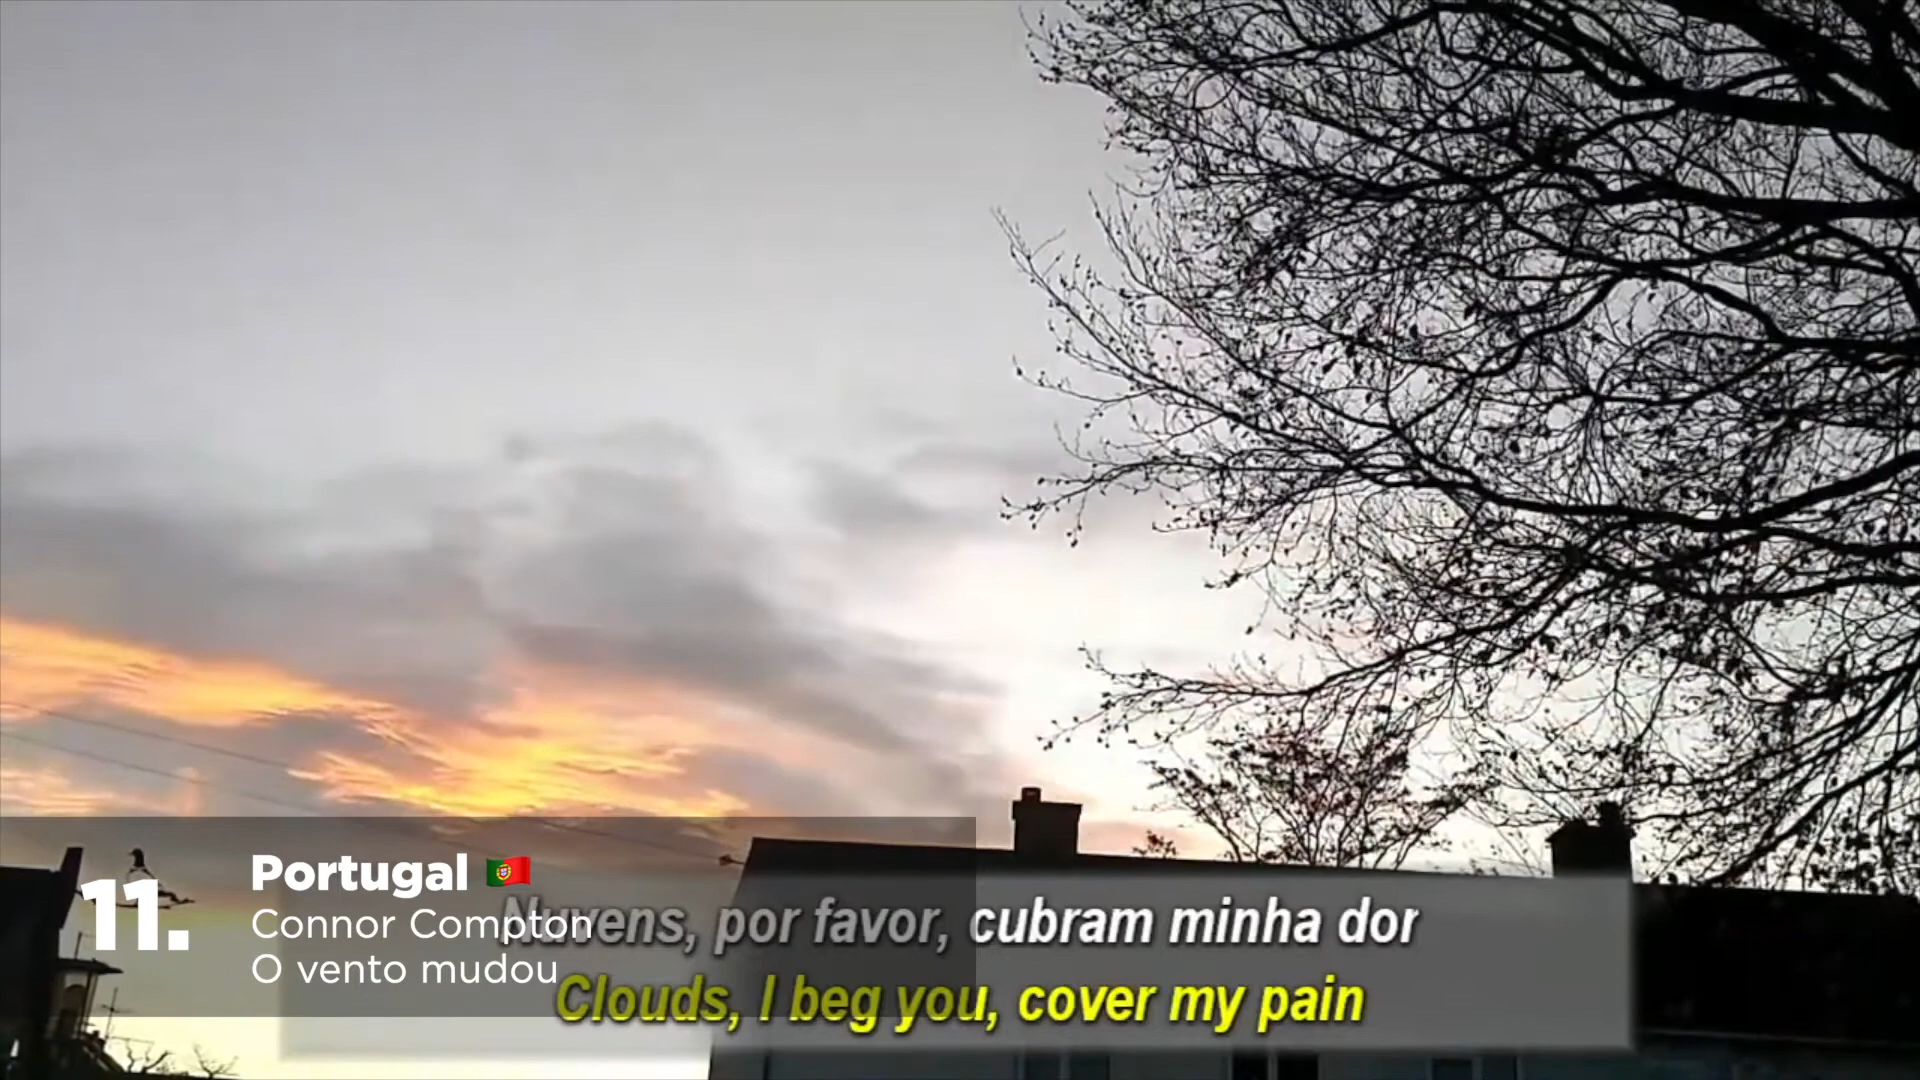 11.
Portugal
Connor Compton
O vento mudou
Nuvens, por favor, cubram minha dor
Clouds, I beg you, cover my pain